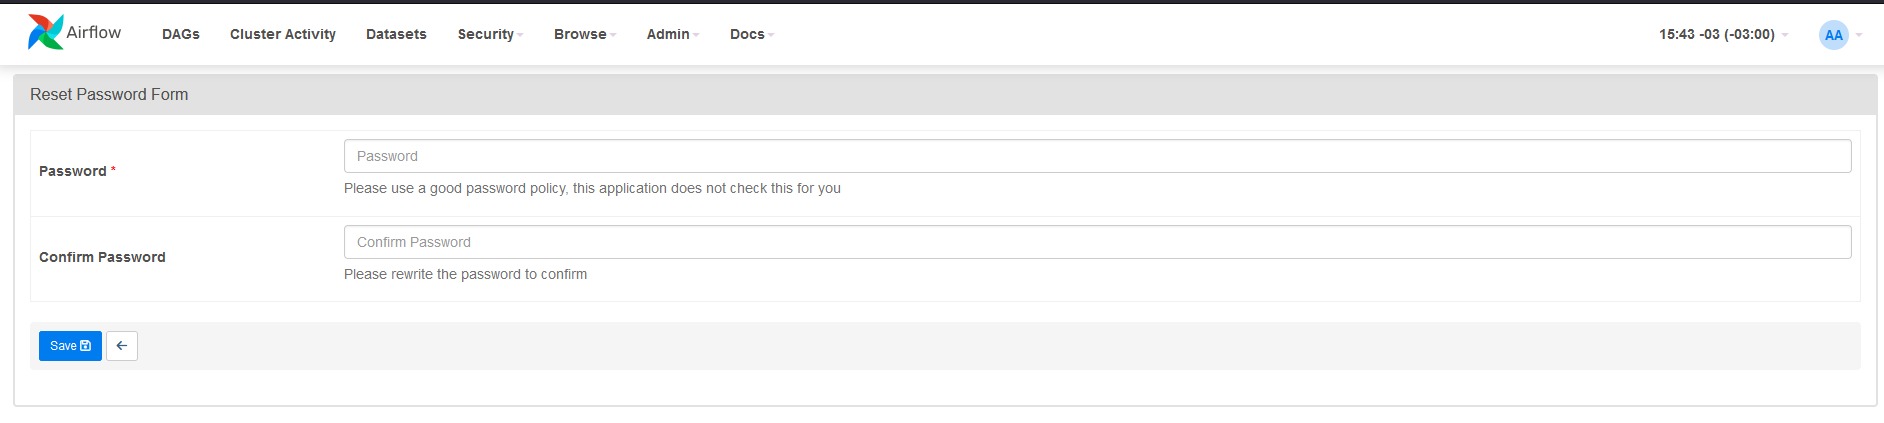 Airflow DAGs Cluster Activity Datasets Security Browse Admin Docs 15:43 -03 (-03:00) AA
Reset Password Form
Password *
Password
Please use a good password policy, this application does not check this for you
Confirm Password
Confirm Password
Please rewrite the password to confirm
Save